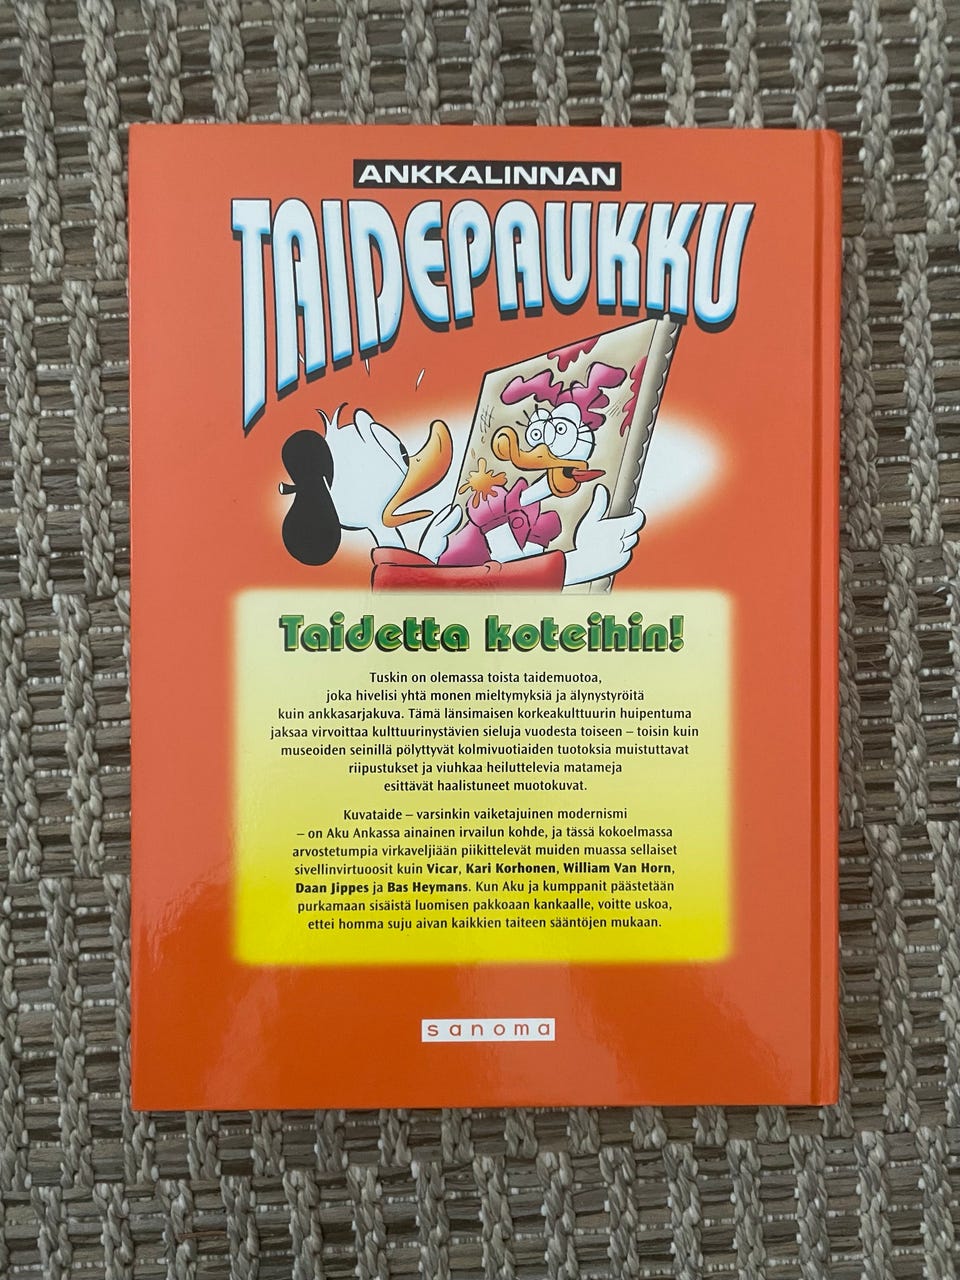 ANKKALINNAN
TAIDEPAUKKU
Taidetta koteihin!
Tuskin on olemassa toista taidemuotoa,
joka hivelisi yhtä monen mieltymyksiä ja älynystyröitä
kuin ankkasarjakuva. Tämä länsimaisen korkeakulttuurin huipentuma
jaksaa virvoittaa kulttuurinystävien sieluja vuodesta toiseen – toisin kuin
museoiden seinillä pölyttyvät kolmivuotiaiden tuotoksia muistuttavat
riipustukset ja viuhkaa heiluttelevia matameja
esittävät haalistuneet muotokuvat.
Kuvataide – varsinkin vaiketajuinen modernismi
– on Aku Ankassa ainainen irvailun kohde, ja tässä kokoelmassa
arvostetumpia virkaveljiään piikittelevät muiden muassa sellaiset
sivellinvirtuoosit kuin Vicar, Kari Korhonen, William Van Horn,
Daan Jippes ja Bas Heymans. Kun Aku ja kumppanit päästetään
purkamaan sisäistä luomisen pakkoaan kankaalle, voitte uskoa,
ettei homma suju aivan kaikkien taiteen sääntöjen mukaan.
sanoma